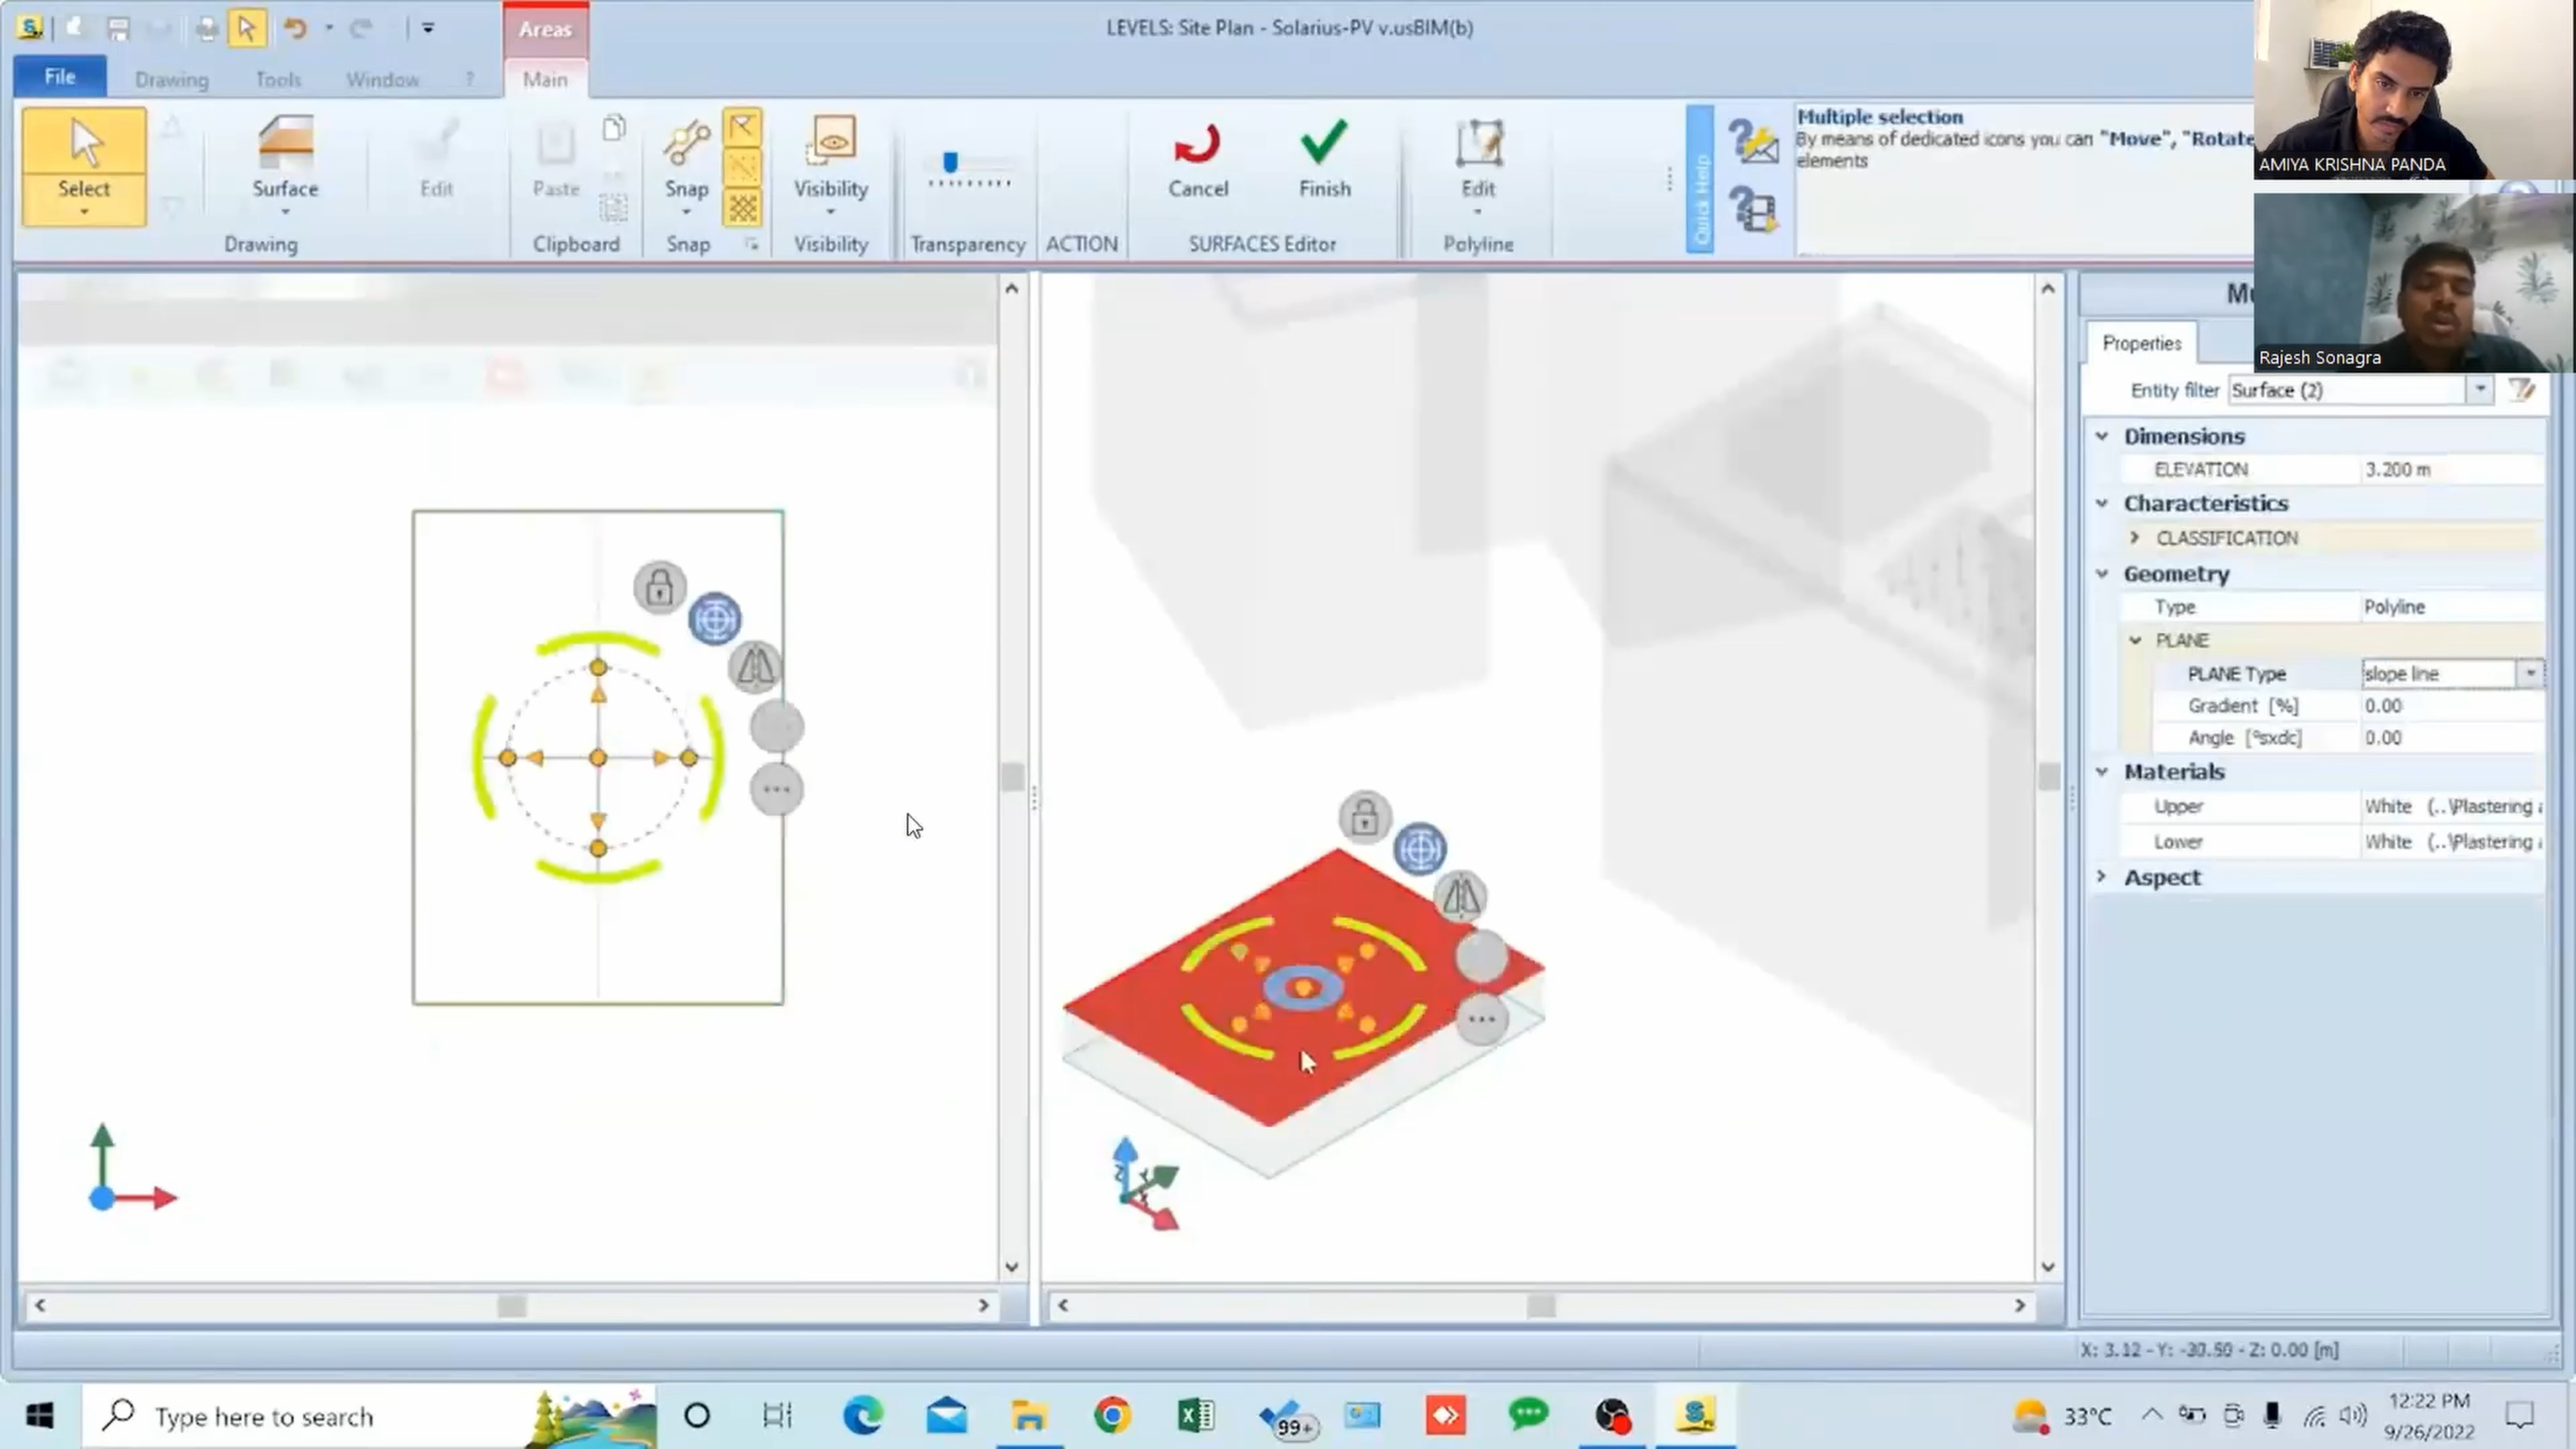 Areas
LEVELS: Site Plan - Solarius-PV v.usBIM(b)
File
Drawing
Tools
Window
?
Main
Select
Surface
Edit
Drawing
Paste
Clipboard
Snap
Snap
Visibility
Visibility
Transparency
ACTION
Cancel
Finish
SURFACES Editor
Edit
Polyline
Quick Help
Multiple selection
By means of dedicated icons you can "Move", "Rotate
elements
AMIYA KRISHNA PANDA
Rajesh Sonagra
Properties
Entity filter Surface (2)
Dimensions
ELEVATION 3.200 m
Characteristics
CLASSIFICATION
Geometry
Type Polyline
PLANE
PLANE Type slope line
Gradient [%] 0.00
Angle [°sxdc] 0.00
Materials
Upper White (..\Plastering
Lower White (..\Plastering
Aspect
X: 3.12 - Y: -30.50 - Z: 0.00 [m]
Type here to search
99+
33°C
12:22 PM
9/26/2022